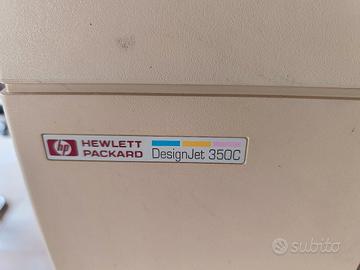 hp HEWLETT
PACKARD DesignJet 350C
subito